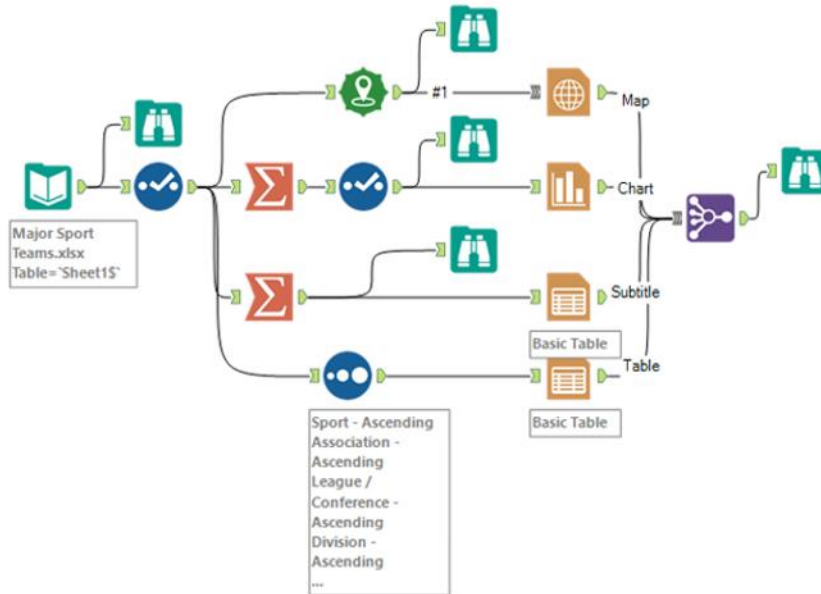 #1
Map
Chart
Major Sport
Teams.xlsx
Table=`Sheet1$`
Subtitle
Basic Table
Table
Basic Table
Sport - Ascending
Association -
Ascending
League /
Conference -
Ascending
Division -
Ascending
...